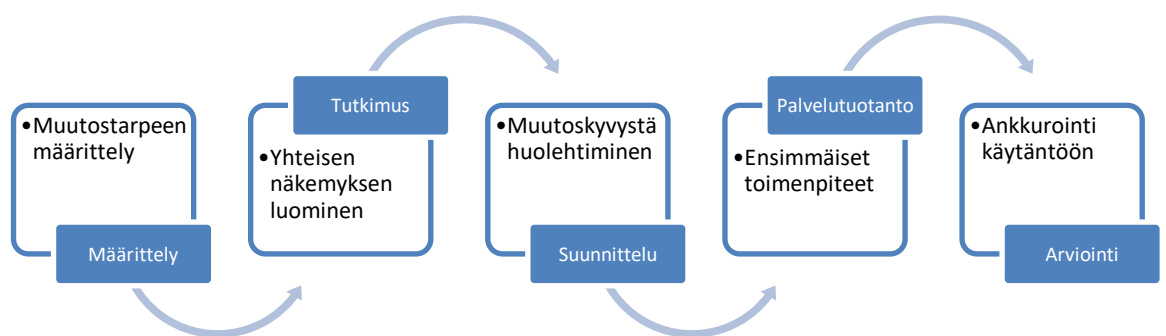 •Muutostarpeen
määrittely
Määrittely
Tutkimus
•Yhteisen
näkemyksen
luominen
•Muutoskyvystä
huolehtiminen
Suunnittelu
Palvelutuotanto
•Ensimmäiset
toimenpiteet
•Ankkurointi
käytäntöön
Arviointi